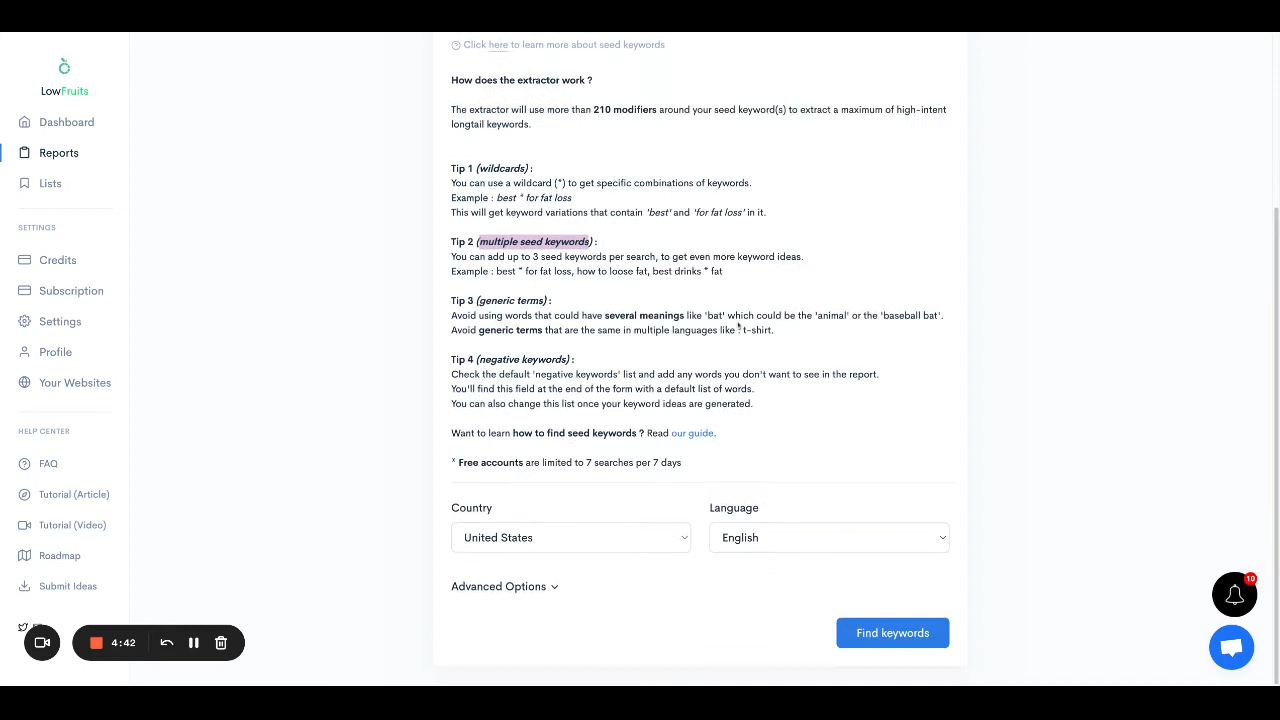 LowFruits
Dashboard
Reports
Lists
SETTINGS
Credits
Subscription
Settings
Profile
Your Websites
HELP CENTER
FAQ
Tutorial (Article)
Tutorial (Video)
Roadmap
Submit Ideas
4:42
Click here to learn more about seed keywords
How does the extractor work ?
The extractor will use more than 210 modifiers around your seed keyword(s) to extract a maximum of high-intent
longtail keywords.
Tip 1 (wildcards) :
You can use a wildcard (*) to get specific combinations of keywords.
Example : best * for fat loss
This will get keyword variations that contain 'best' and 'for fat loss' in it.
Tip 2 (multiple seed keywords) :
You can add up to 3 seed keywords per search, to get even more keyword ideas.
Example : best * for fat loss, how to loose fat, best drinks * fat
Tip 3 (generic terms) :
Avoid using words that could have several meanings like 'bat' which could be the 'animal' or the 'baseball bat'.
Avoid generic terms that are the same in multiple languages like : t-shirt.
Tip 4 (negative keywords) :
Check the default 'negative keywords' list and add any words you don't want to see in the report.
You'll find this field at the end of the form with a default list of words.
You can also change this list once your keyword ideas are generated.
Want to learn how to find seed keywords ? Read our guide.
* Free accounts are limited to 7 searches per 7 days
Country
Language
United States
English
Advanced Options
Find keywords
10